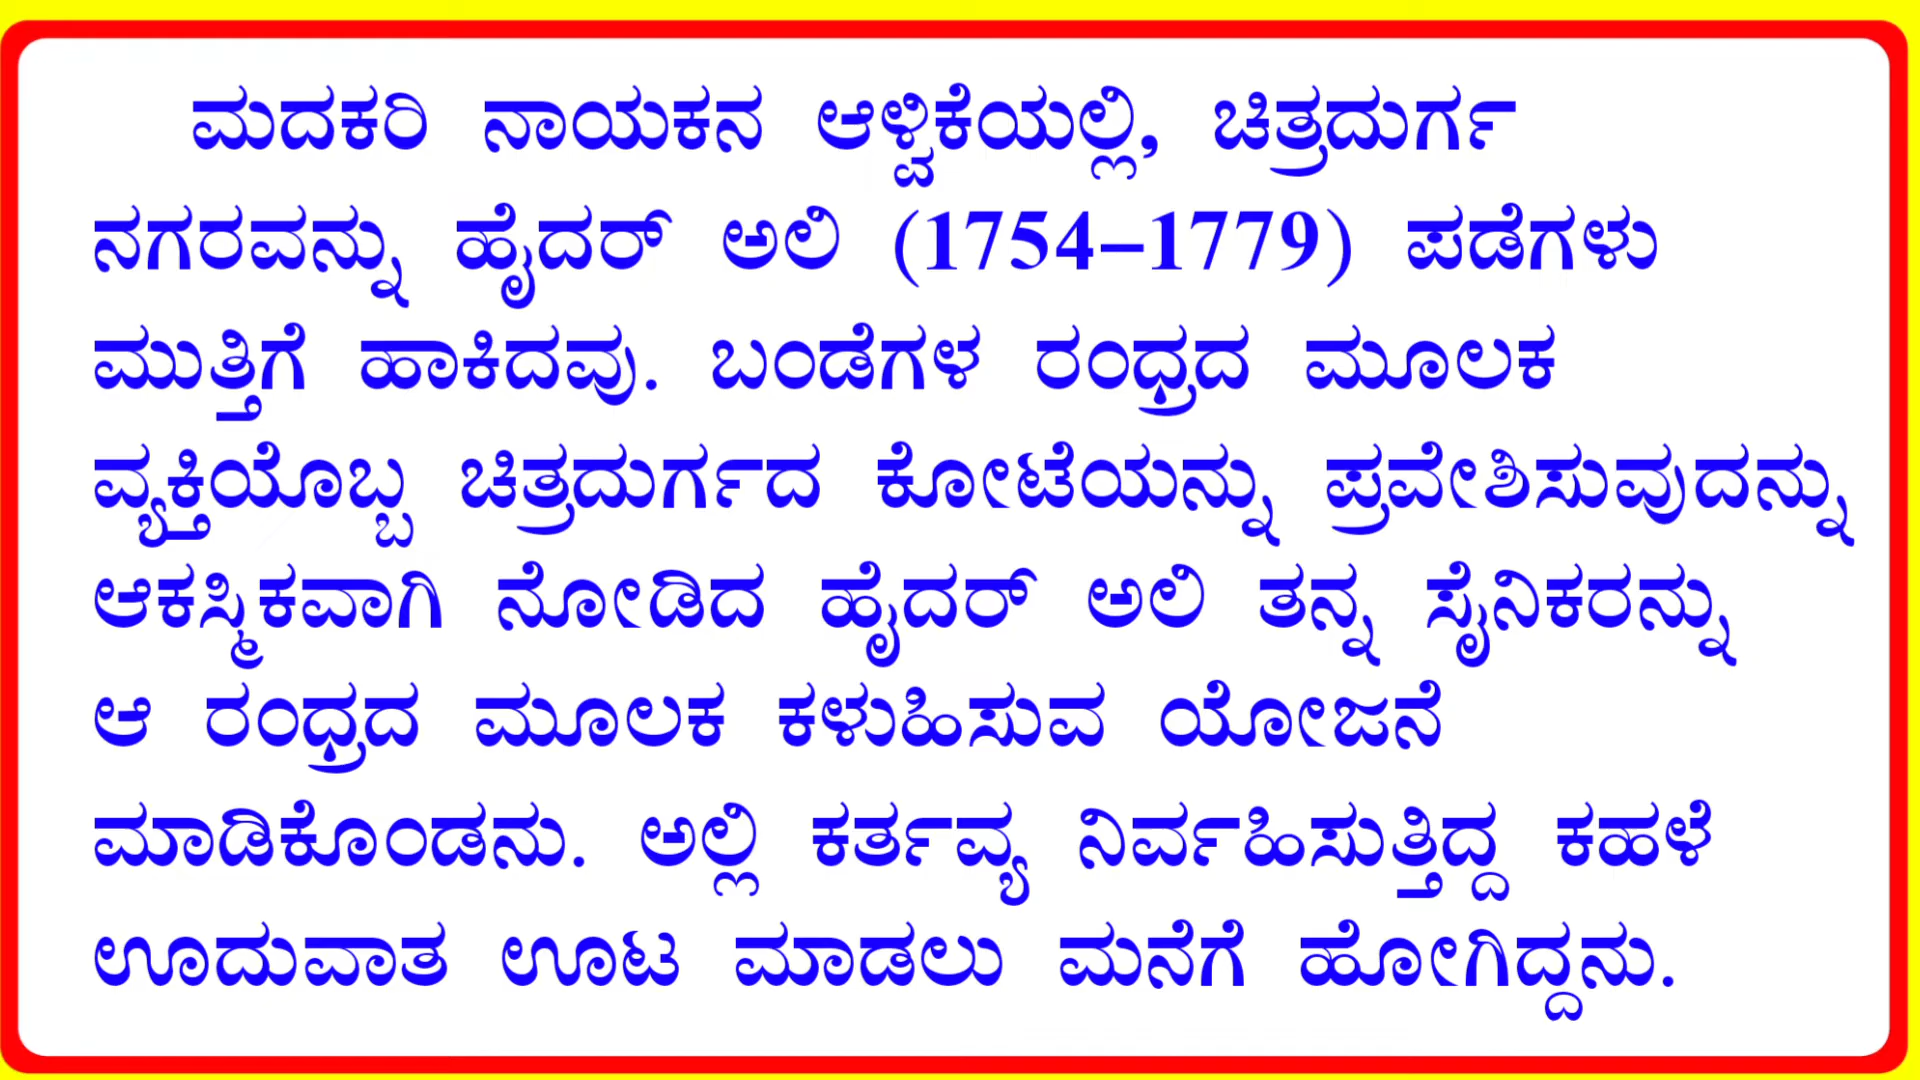 ಮದಕರಿ ನಾಯಕನ ಆಳ್ವಿಕೆಯಲ್ಲಿ, ಚಿತ್ರದುರ್ಗ
ನಗರವನ್ನು ಹೈದರ್ ಅಲಿ (1754–1779) ಪಡೆಗಳು
ಮುತ್ತಿಗೆ ಹಾಕಿದವು. ಬಂಡೆಗಳ ರಂಧ್ರದ ಮೂಲಕ
ವ್ಯಕ್ತಿಯೊಬ್ಬ ಚಿತ್ರದುರ್ಗದ ಕೋಟೆಯನ್ನು ಪ್ರವೇಶಿಸುವುದನ್ನು
ಆಕಸ್ಮಿಕವಾಗಿ ನೋಡಿದ ಹೈದರ್ ಅಲಿ ತನ್ನ ಸೈನಿಕರನ್ನು
ಆ ರಂಧ್ರದ ಮೂಲಕ ಕಳುಹಿಸುವ ಯೋಜನೆ
ಮಾಡಿಕೊಂಡನು. ಅಲ್ಲಿ ಕರ್ತವ್ಯ ನಿರ್ವಹಿಸುತ್ತಿದ್ದ ಕಹಳೆ
ಊದುವಾತ ಊಟ ಮಾಡಲು ಮನೆಗೆ ಹೋಗಿದ್ದನು.